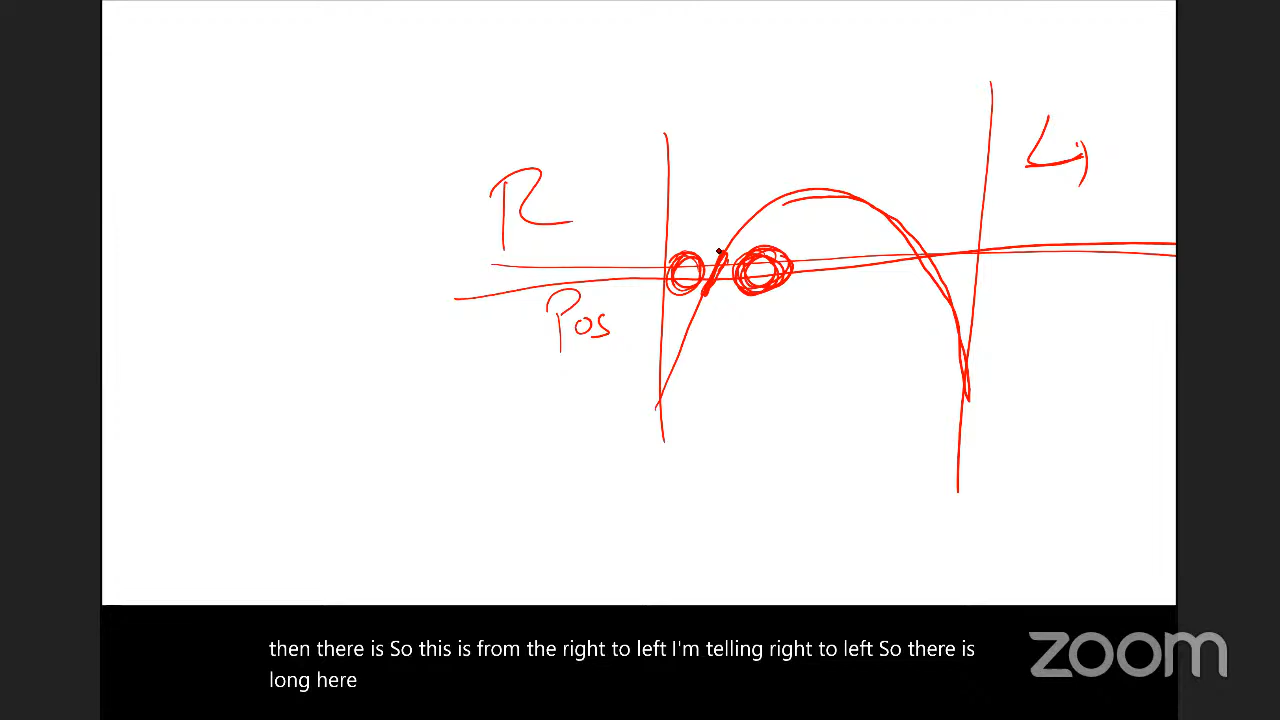 R
Pos
then there is So this is from the right to left I'm telling right to left So there is
long here
zoom